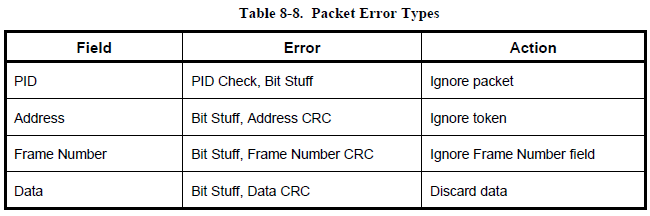 Table 8-8. Packet Error Types
Field Error Action
PID PID Check, Bit Stuff Ignore packet
Address Bit Stuff, Address CRC Ignore token
Frame Number Bit Stuff, Frame Number CRC Ignore Frame Number field
Data Bit Stuff, Data CRC Discard data